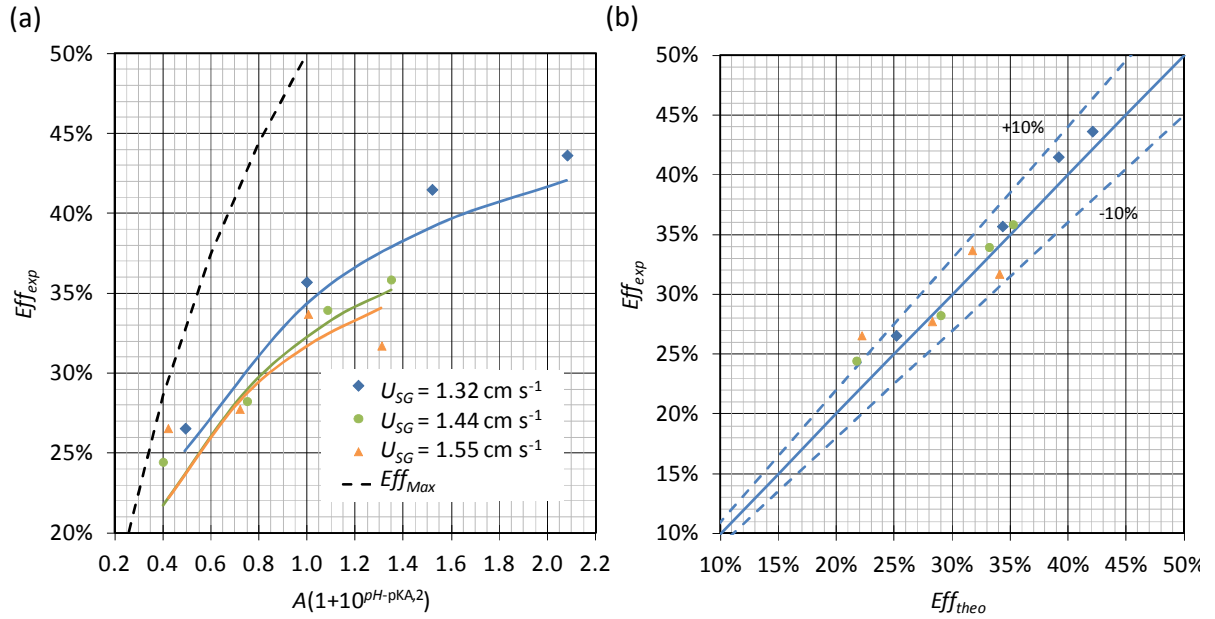 (a)
50%
45%
40%
35%
30%
25%
20%
Eff_exp
0.2 0.4 0.6 0.8 1.0 1.2 1.4 1.6 1.8 2.0 2.2
A(1+10^pH-pKA,2)
U_SG = 1.32 cm s⁻¹
U_SG = 1.44 cm s⁻¹
U_SG = 1.55 cm s⁻¹
Eff_Max
(b)
50%
45%
40%
35%
30%
25%
20%
15%
10%
Eff_exp
+10%
-10%
10% 15% 20% 25% 30% 35% 40% 45% 50%
Eff_theo